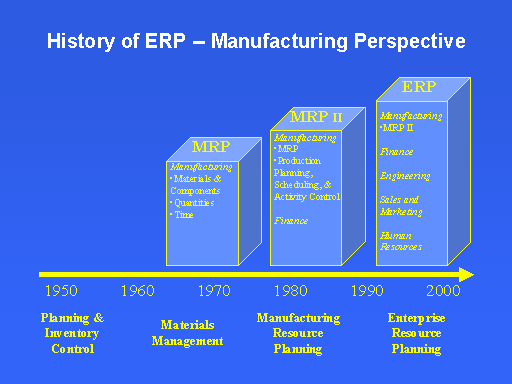 History of ERP – Manufacturing Perspective
MRP
Manufacturing
• Materials &
Components
• Quantities
• Time
MRP II
Manufacturing
• MRP
• Production
Planning,
Scheduling, &
Activity Control
Finance
ERP
Manufacturing
• MRP II
Finance
Engineering
Sales and
Marketing
Human
Resources
1950 1960 1970 1980 1990 2000
Planning &
Inventory
Control
Materials
Management
Manufacturing
Resource
Planning
Enterprise
Resource
Planning